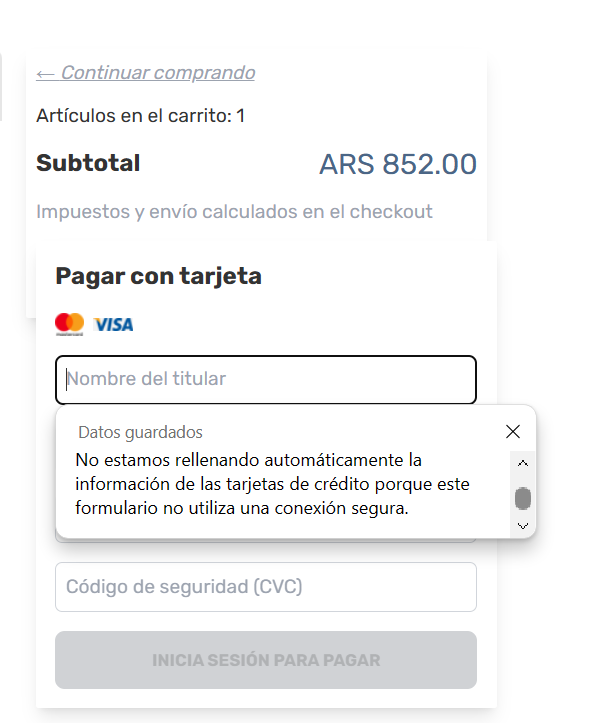 ← Continuar comprando
Artículos en el carrito: 1
Subtotal ARS 852.00
Impuestos y envío calculados en el checkout
Pagar con tarjeta
mastercard VISA
Nombre del titular
Datos guardados
No estamos rellenando automáticamente la
información de las tarjetas de crédito porque este
formulario no utiliza una conexión segura.
Código de seguridad (CVC)
INICIA SESIÓN PARA PAGAR